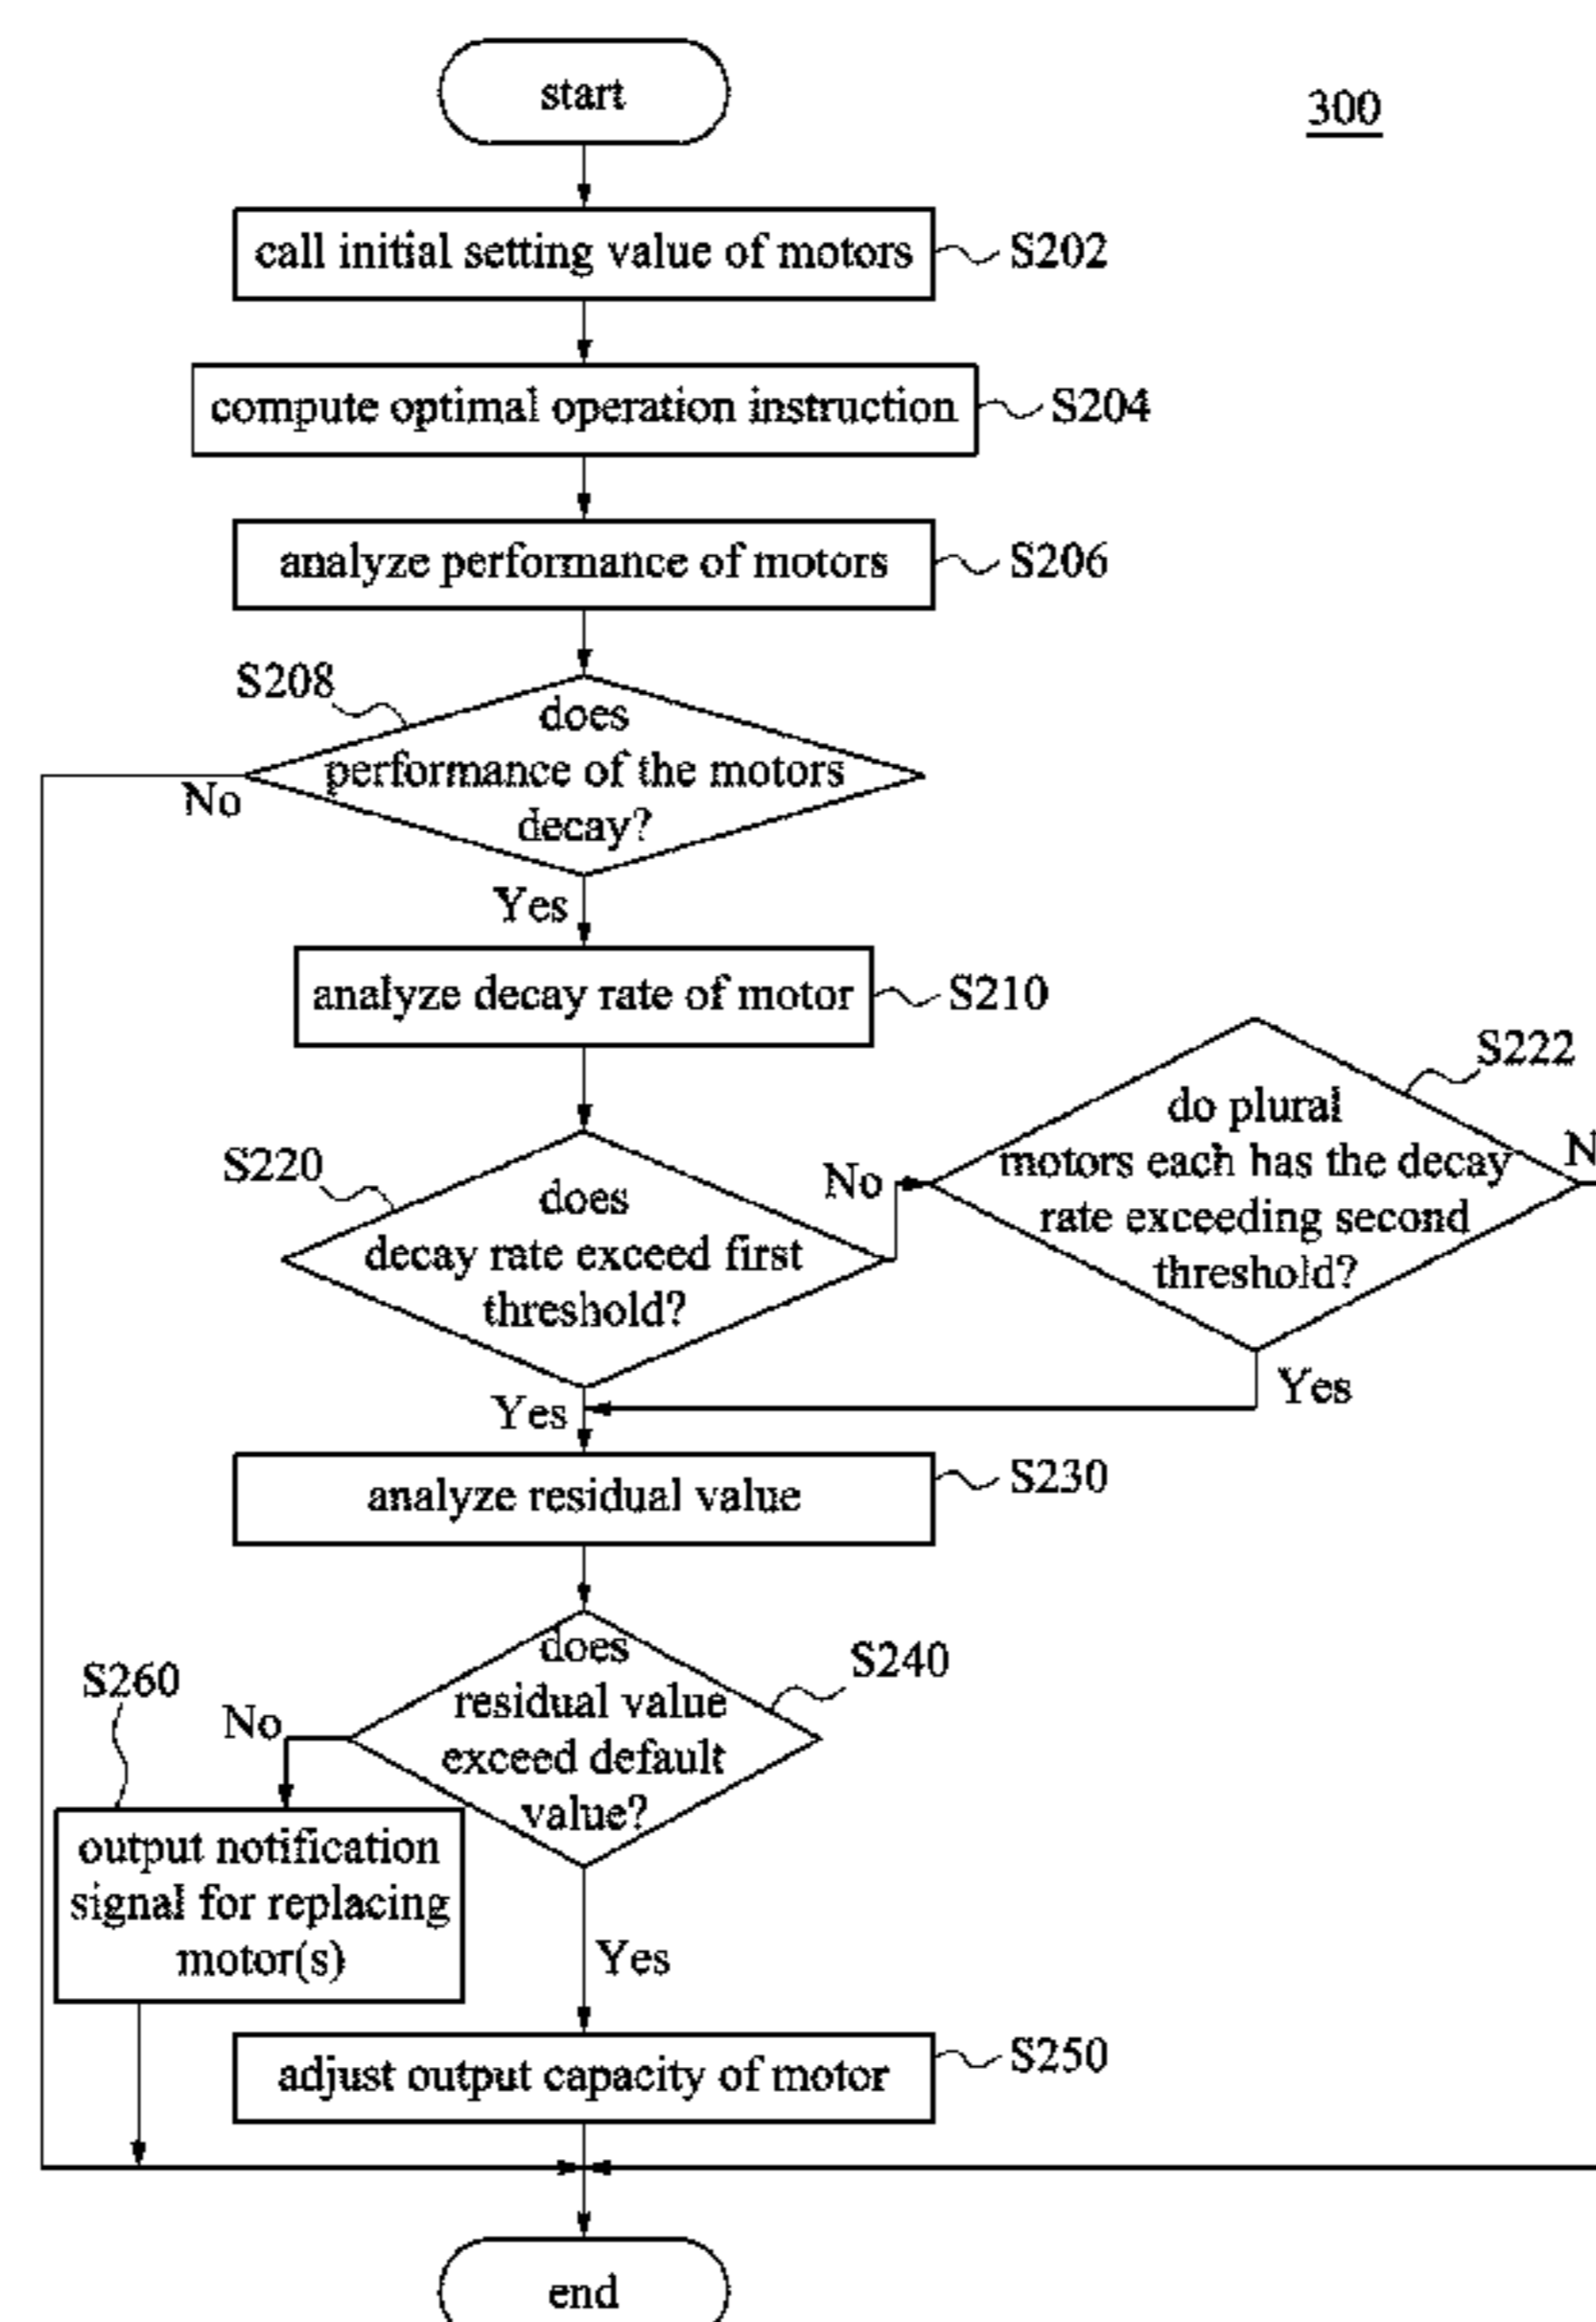 start
300
call initial setting value of motors
S202
compute optimal operation instruction
S204
analyze performance of motors
S206
S208
does
performance of the motors
decay?
No
Yes
analyze decay rate of motor
S210
S220
does
decay rate exceed first
threshold?
No
S222
do plural
motors each has the decay
rate exceeding second
threshold?
Yes
Yes
analyze residual value
S230
does
residual value
exceed default
value?
S240
S260
No
output notification
signal for replacing
motor(s)
Yes
adjust output capacity of motor
S250
end